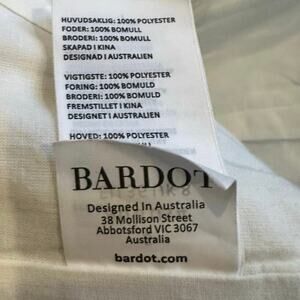 HUVUDSAKLIG: 100% POLYESTER
FODER: 100% BOMULL
BRODERI: 100% BOMULL
SKAPAD I KINA
DESIGNAD I AUSTRALIEN
VIGTIGSTE: 100% POLYESTER
FORING: 100% BOMULD
BRODERI: 100% BOMULD
FREMSTILLET I KINA
DESIGNET I AUSTRALIEN
HOVED: 100% POLYESTER
BARDOT
Designed In Australia
38 Mollison Street
Abbotsford VIC 3067
Australia
bardot.com